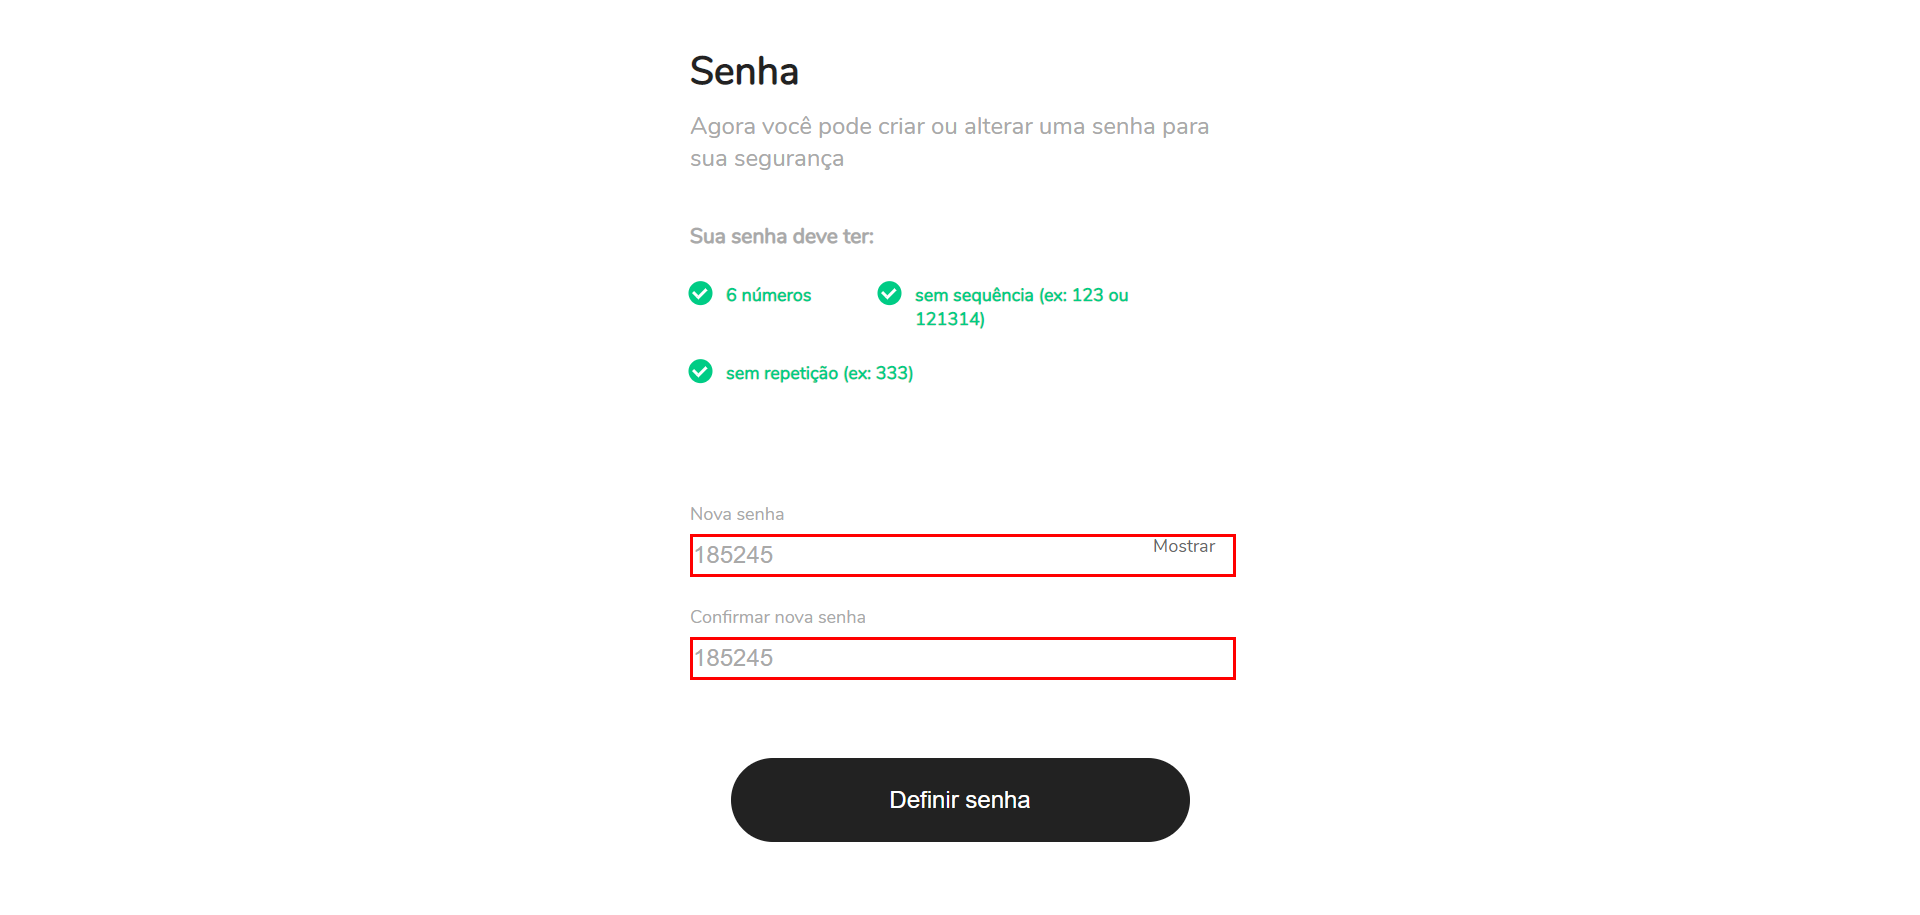 Senha
Agora você pode criar ou alterar uma senha para
sua segurança
Sua senha deve ter:
6 números
sem sequência (ex: 123 ou
121314)
sem repetição (ex: 333)
Nova senha
185245
Mostrar
Confirmar nova senha
185245
Definir senha